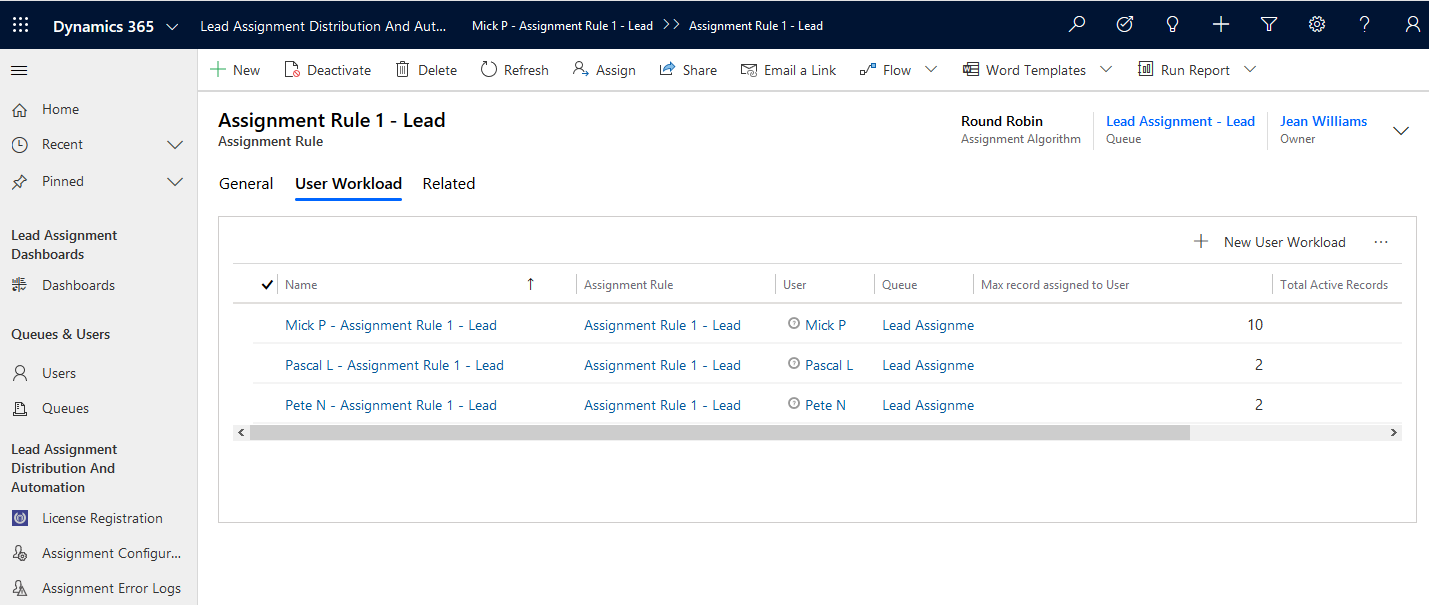 Dynamics 365 Lead Assignment Distribution And Aut... Mick P - Assignment Rule 1 - Lead >> Assignment Rule 1 - Lead
New Deactivate Delete Refresh Assign Share Email a Link Flow Word Templates Run Report
Home
Recent
Pinned
Lead Assignment
Dashboards
Dashboards
Queues & Users
Users
Queues
Lead Assignment
Distribution And
Automation
License Registration
Assignment Configur...
Assignment Error Logs
Assignment Rule 1 - Lead
Assignment Rule
Round Robin
Assignment Algorithm
Lead Assignment - Lead
Queue
Jean Williams
Owner
General User Workload Related
New User Workload ...
Name Assignment Rule User Queue Max record assigned to User Total Active Records
Mick P - Assignment Rule 1 - Lead Assignment Rule 1 - Lead Mick P Lead Assignme 10
Pascal L - Assignment Rule 1 - Lead Assignment Rule 1 - Lead Pascal L Lead Assignme 2
Pete N - Assignment Rule 1 - Lead Assignment Rule 1 - Lead Pete N Lead Assignme 2